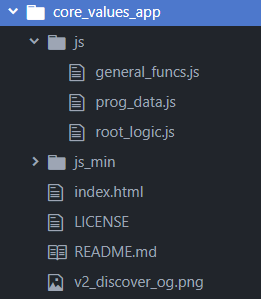 core_values_app
js
general_funcs.js
prog_data.js
root_logic.js
js_min
index.html
LICENSE
README.md
v2_discover_og.png